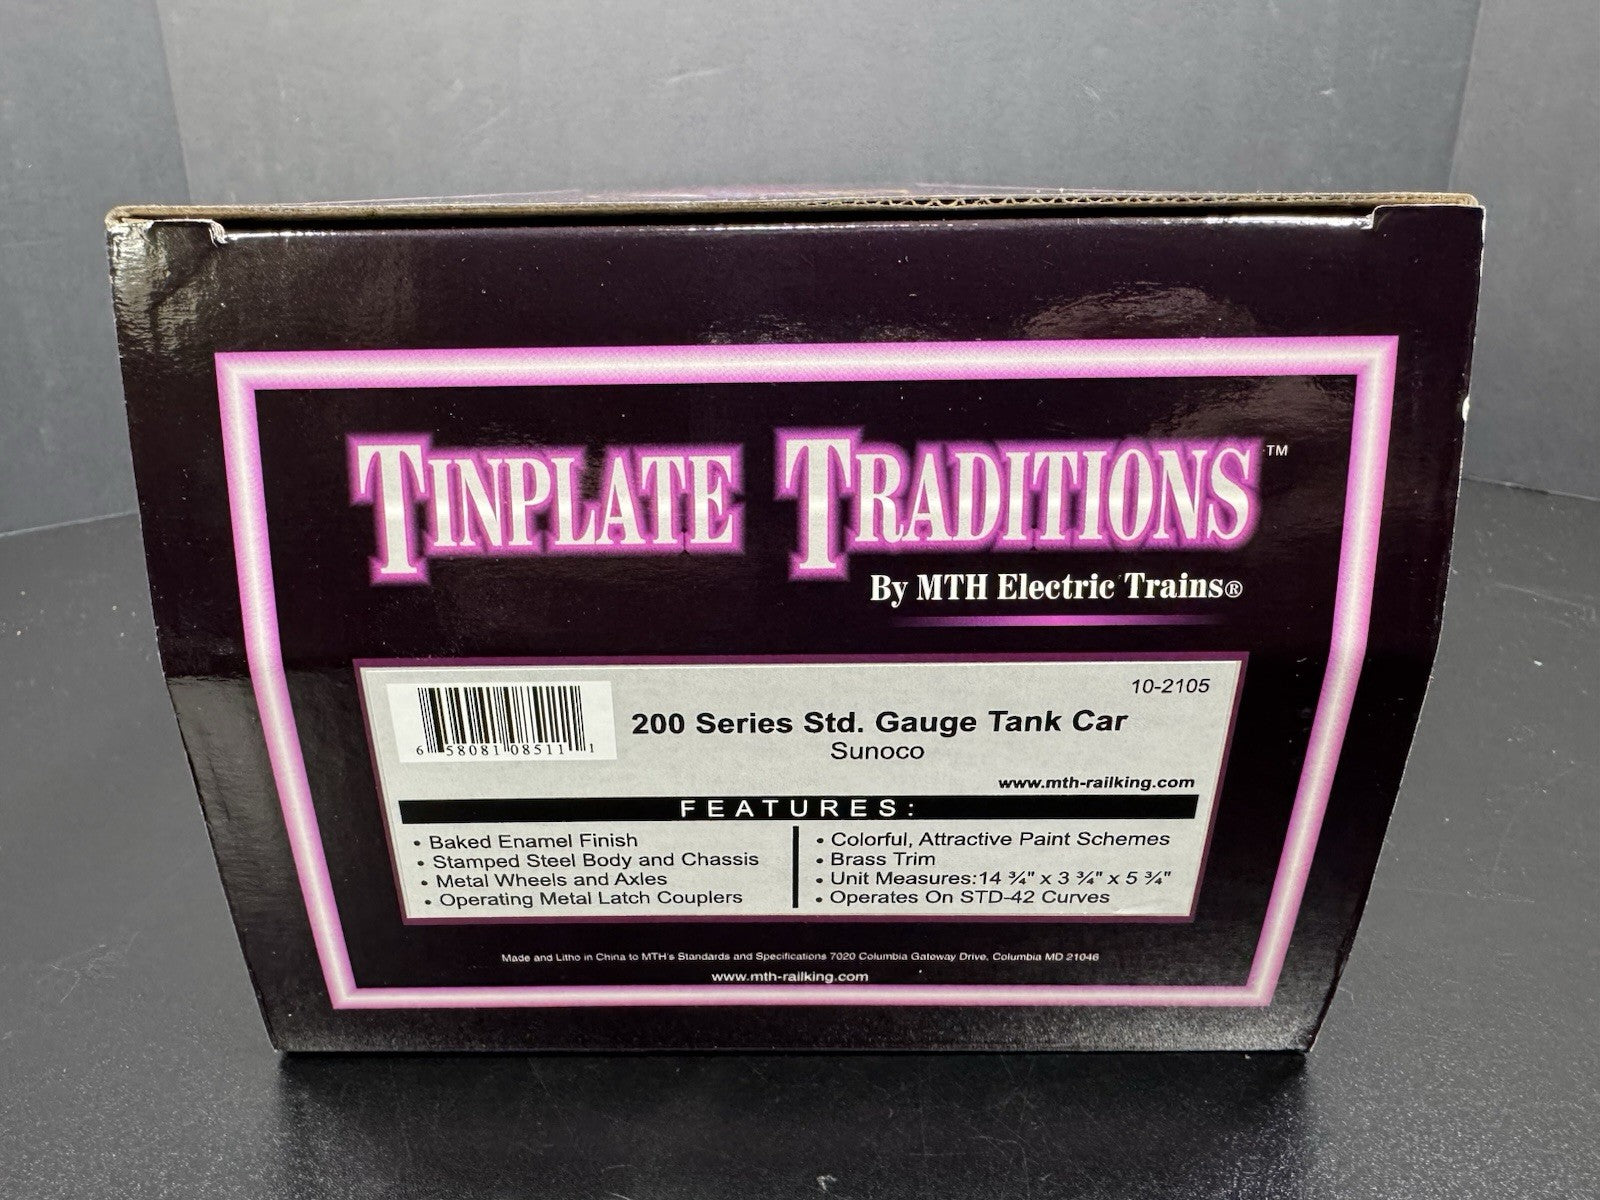 TINPLATE TRADITIONS™
By MTH Electric Trains®
10-2105
200 Series Std. Gauge Tank Car
6 58081 08511 1
Sunoco
www.mth-railking.com
FEATURES:
• Baked Enamel Finish
• Stamped Steel Body and Chassis
• Metal Wheels and Axles
• Operating Metal Latch Couplers
• Colorful, Attractive Paint Schemes
• Brass Trim
• Unit Measures:14 ¾" x 3 ¾" x 5 ¾"
• Operates On STD-42 Curves
Made and Litho in China to MTH's Standards and Specifications 7020 Columbia Gateway Drive, Columbia MD 21046
www.mth-railking.com